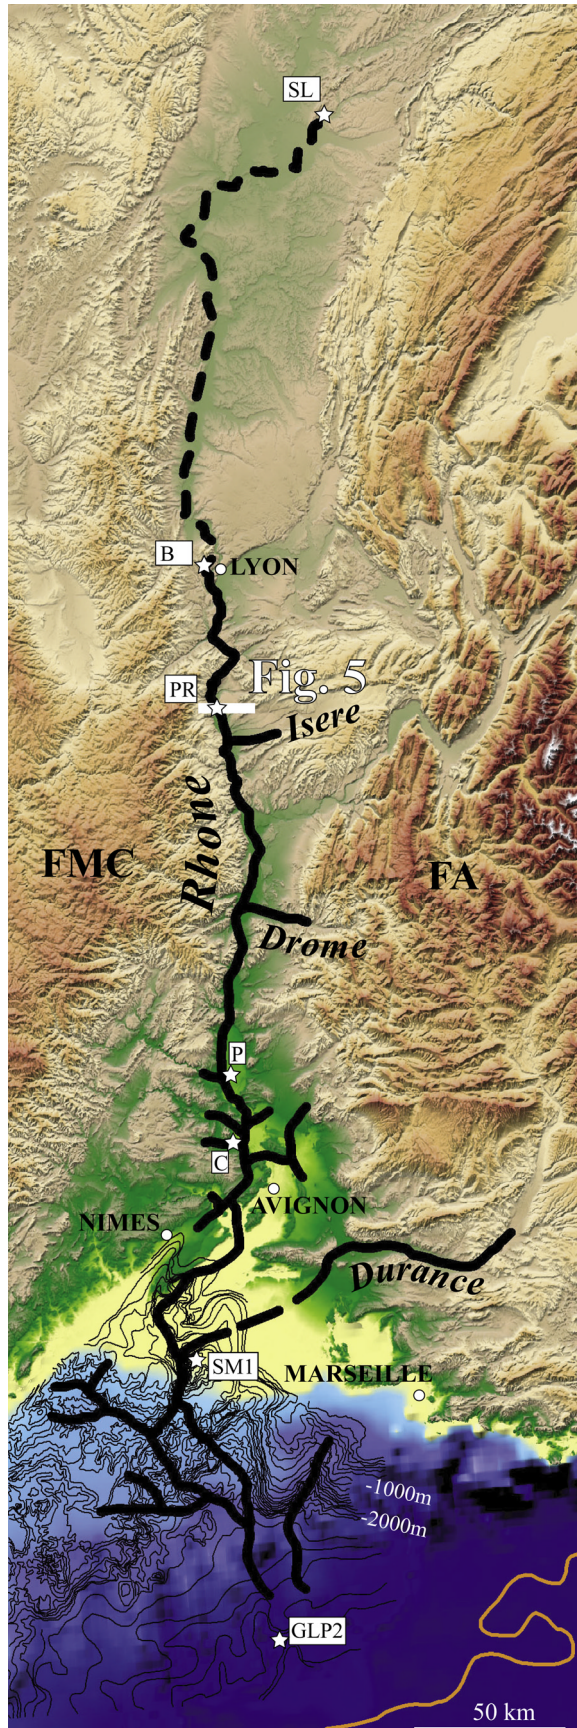 SL
B
LYON
PR
Fig. 5
Isere
Rhone
FMC
FA
Drome
P
C
AVIGNON
NIMES
Durance
SM1
MARSEILLE
-1000m
-2000m
GLP2
50 km